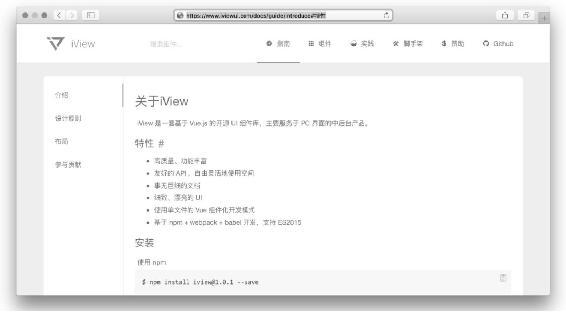 https://www.iviewui.com/docs/guide/introduce#特性
iView
搜索组件...
指南
组件
实践
脚手架
赞助
Github
介绍
设计原则
布局
参与贡献
关于iView
iView 是一套基于 Vue.js 的开源 UI 组件库，主要服务于 PC 界面的中后台产品。
特性 #
高质量、功能丰富
友好的 API ，自由灵活地使用空间
事无巨细的文档
细致、漂亮的 UI
使用单文件的 Vue 组件化开发模式
基于 npm + webpack + babel 开发，支持 ES2015
安装
使用 npm
$ npm install iview@1.0.1 --save